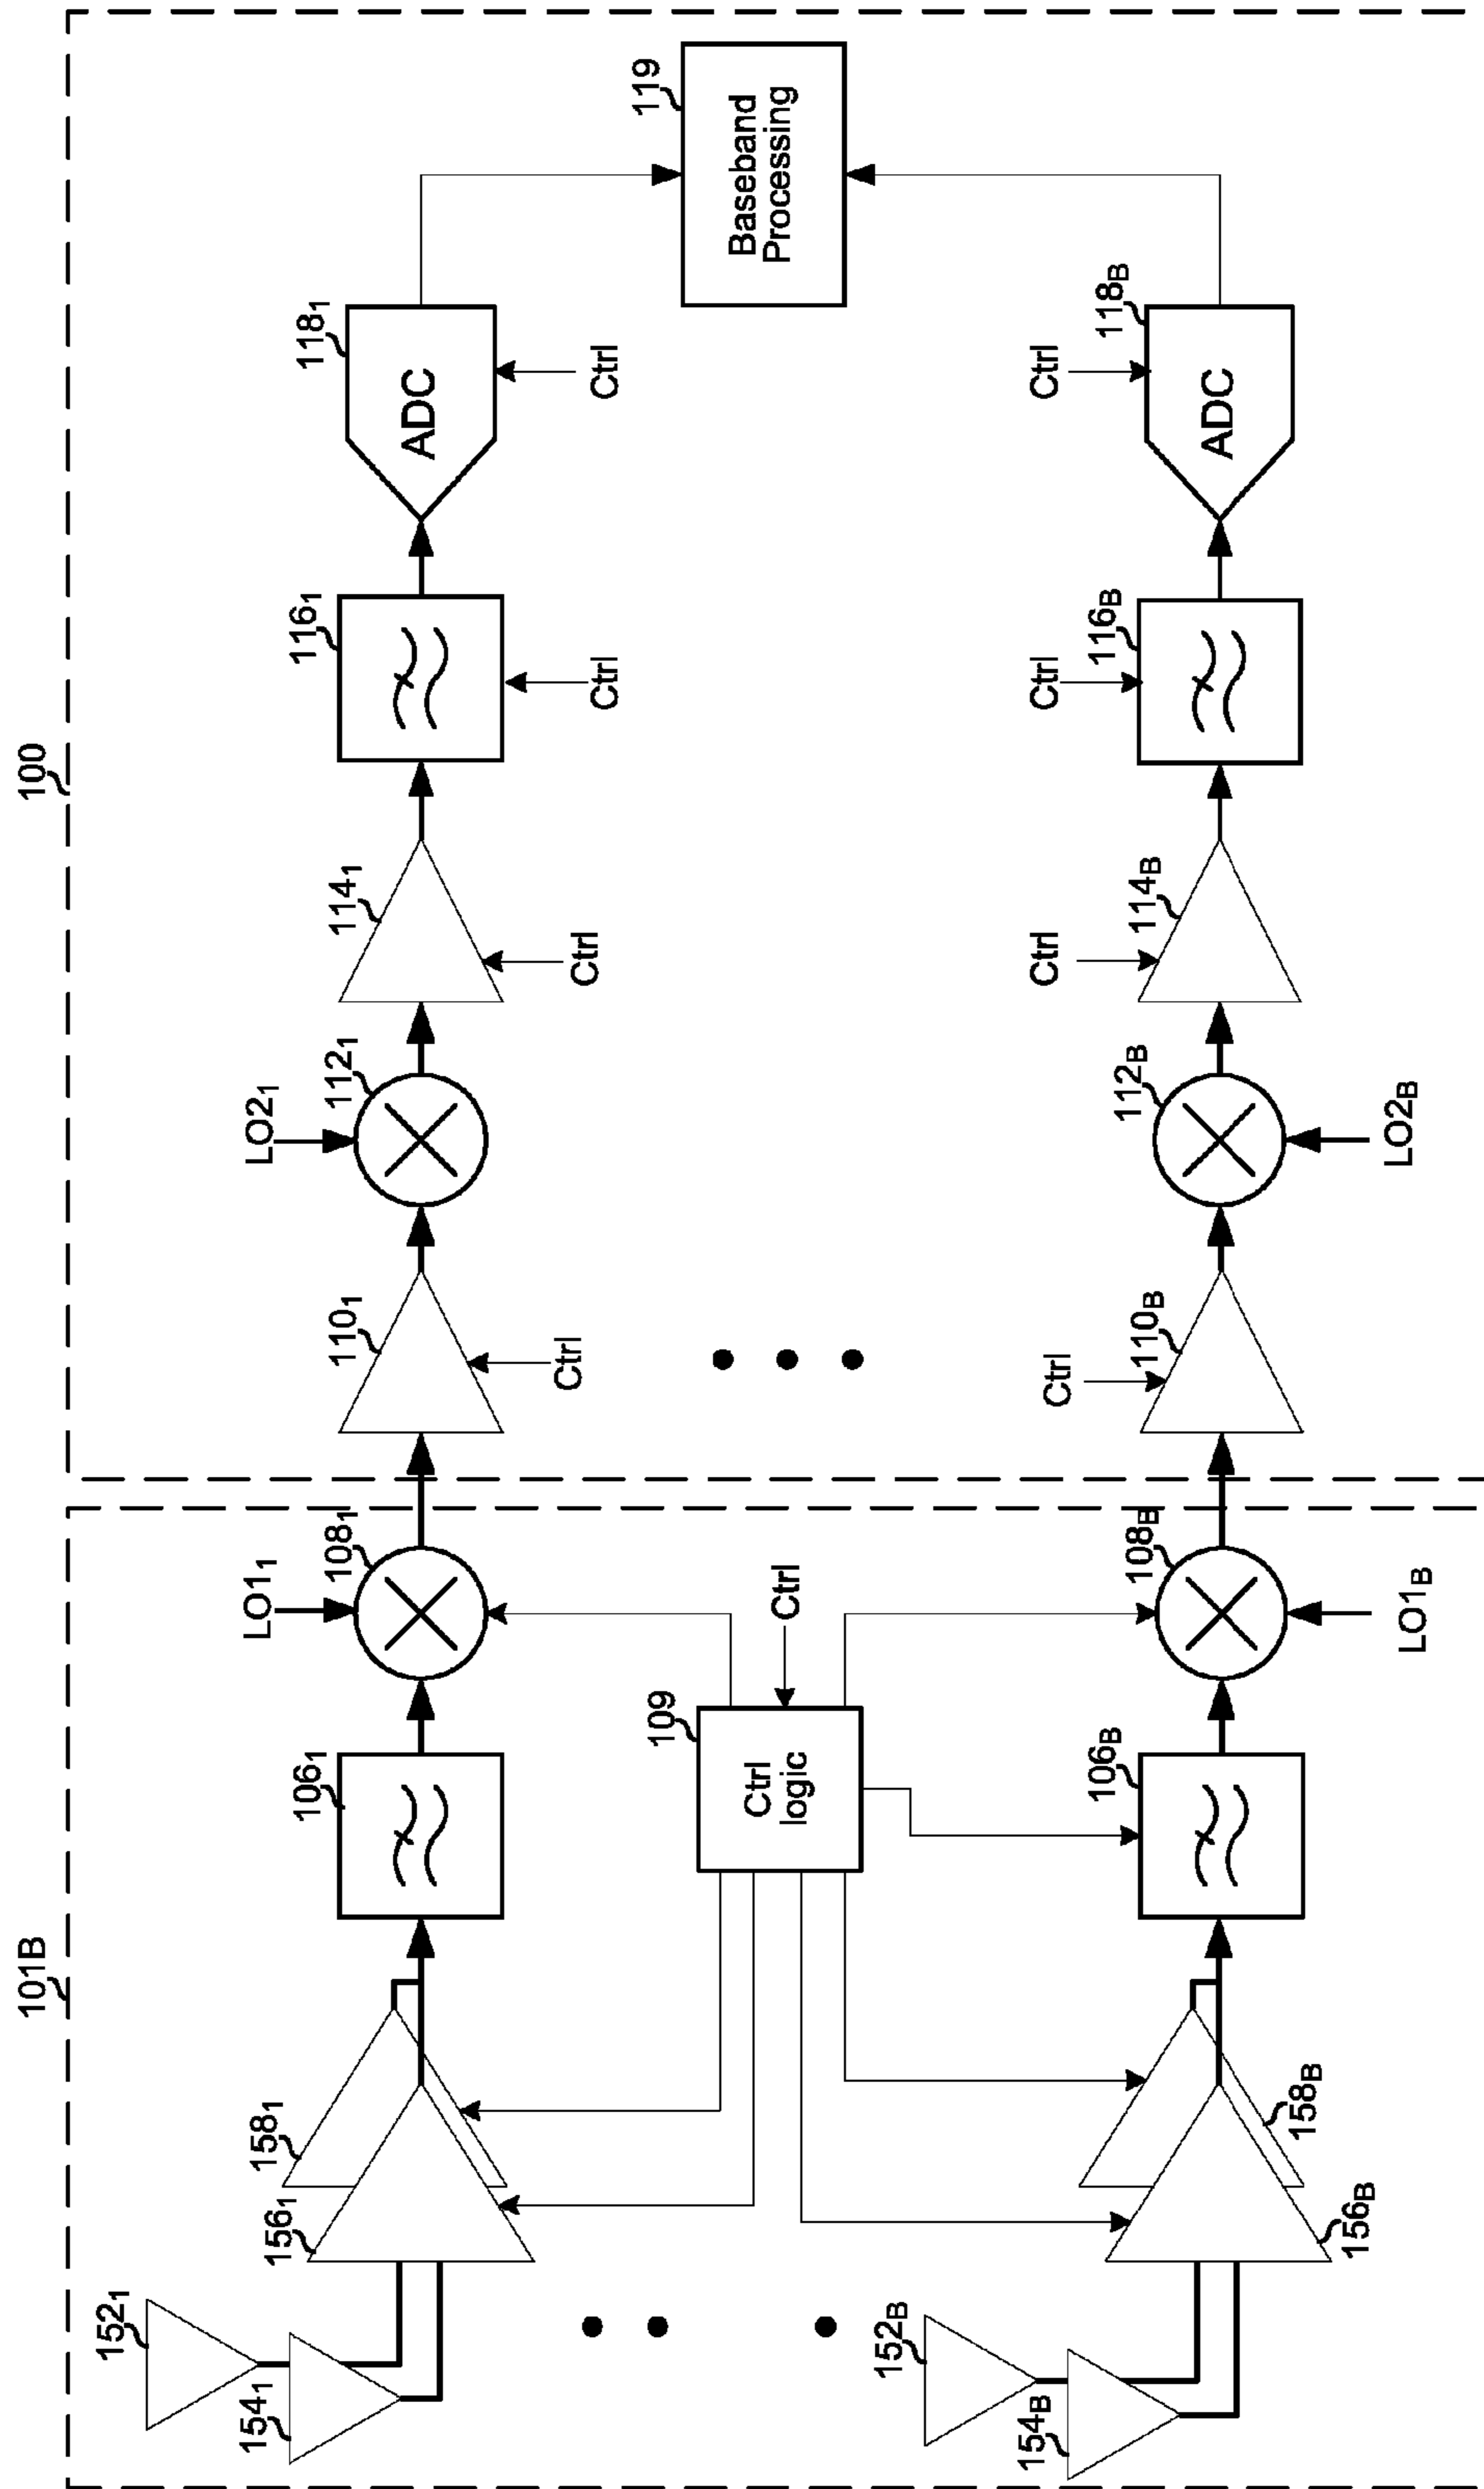 101B
100
152₁
154₁
156₁
158₁
106₁
LO1₁
108₁
110₁
Ctrl
LO2₁
112₁
114₁
Ctrl
116₁
Ctrl
118₁
ADC
Ctrl
109
Ctrl
logic
Ctrl
119
Baseband
Processing
152B
154B
156B
158B
106B
108B
LO1B
Ctrl
110B
112B
LO2B
Ctrl
114B
Ctrl
116B
Ctrl
118B
ADC